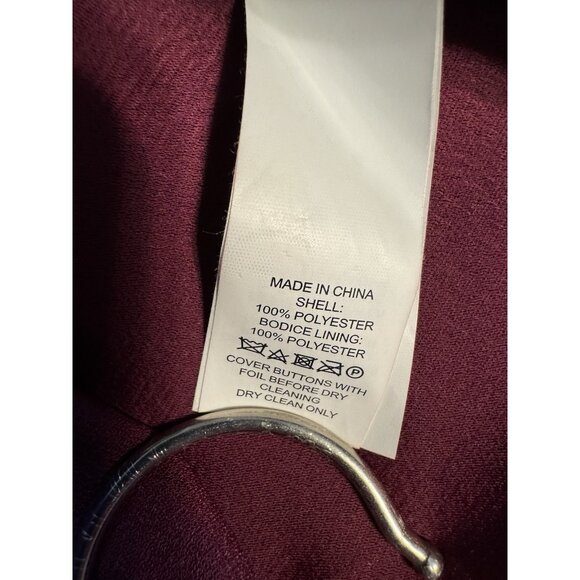 MADE IN CHINA
SHELL:
100% POLYESTER
BODICE LINING:
100% POLYESTER
P
COVER BUTTONS WITH
FOIL BEFORE DRY
CLEANING
DRY CLEAN ONLY